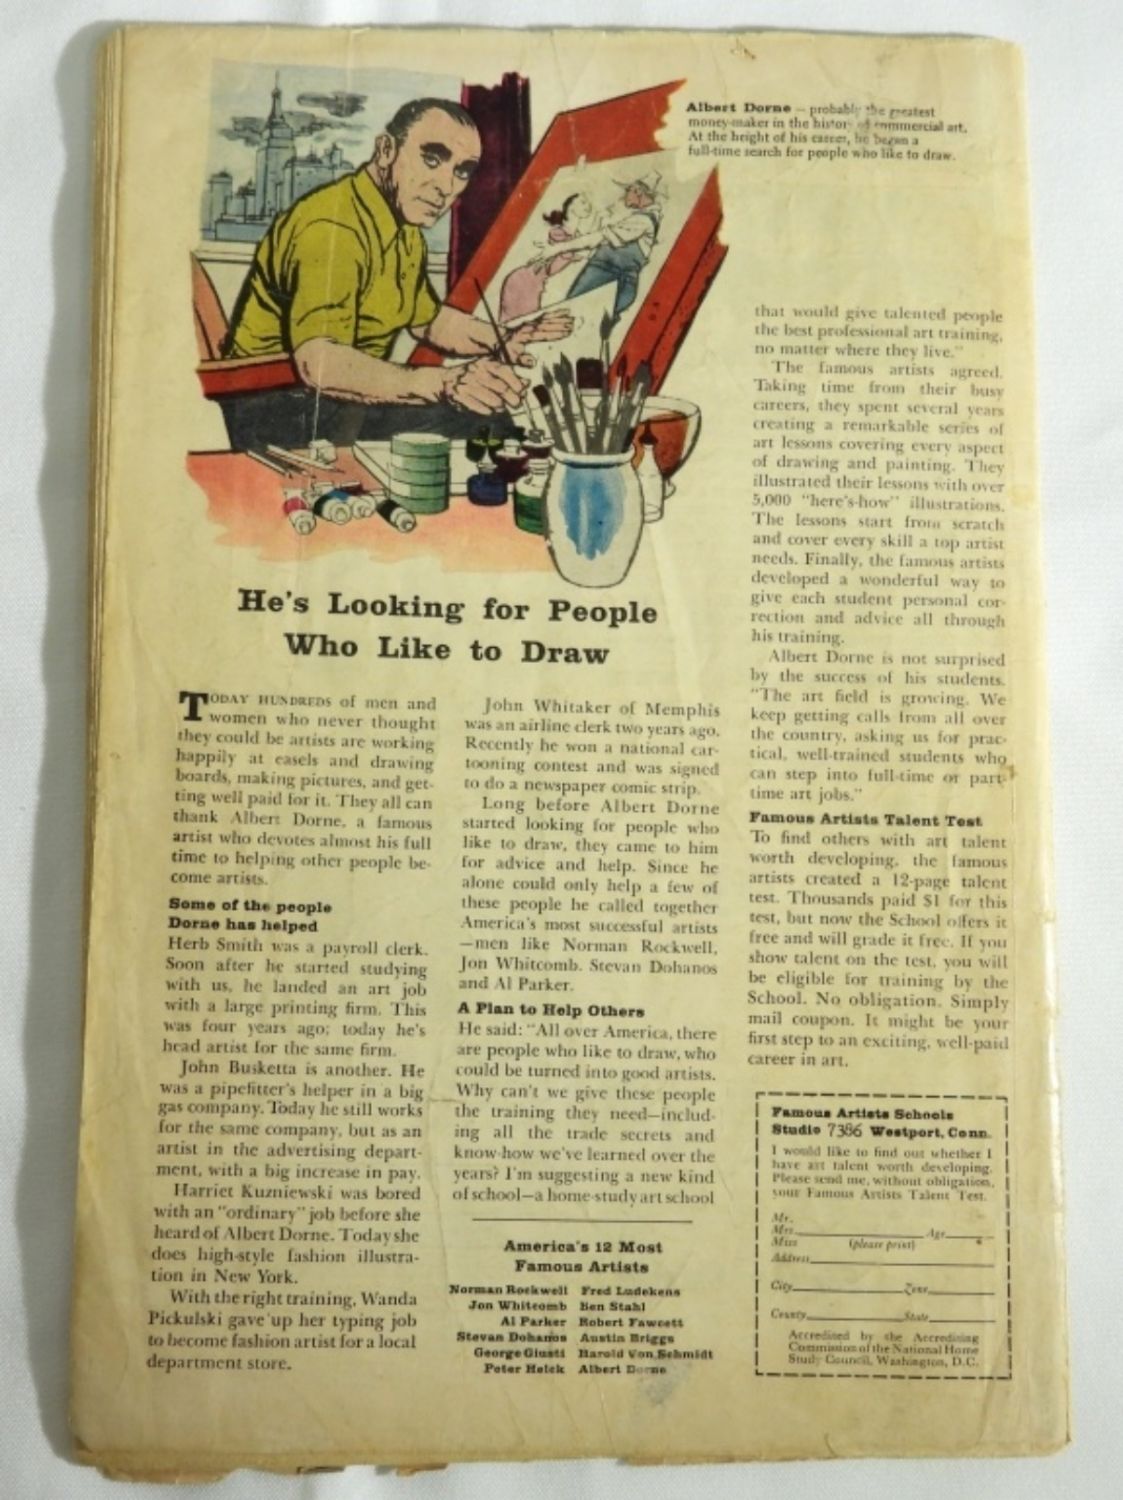 Albert Dorne — probably the greatest
money-maker in the history of commercial art.
At the height of his career, he began a
full-time search for people who like to draw.
He's Looking for People
Who Like to Draw
TODAY HUNDREDS of men and
women who never thought
they could be artists are working
happily at easels and drawing
boards, making pictures, and get-
ting well paid for it. They all can
thank Albert Dorne, a famous
artist who devotes almost his full
time to helping other people be-
come artists.
Some of the people
Dorne has helped
Herb Smith was a payroll clerk.
Soon after he started studying
with us, he landed an art job
with a large printing firm. This
was four years ago; today he's
head artist for the same firm.
John Busketta is another. He
was a pipefitter's helper in a big
gas company. Today he still works
for the same company, but as an
artist in the advertising depart-
ment, with a big increase in pay.
Harriet Kuzniewski was bored
with an "ordinary" job before she
heard of Albert Dorne. Today she
does high-style fashion illustra-
tion in New York.
With the right training, Wanda
Pickulski gave up her typing job
to become fashion artist for a local
department store.
John Whitaker of Memphis
was an airline clerk two years ago.
Recently he won a national car-
tooning contest and was signed
to do a newspaper comic strip.
Long before Albert Dorne
started looking for people who
like to draw, they came to him
for advice and help. Since he
alone could only help a few of
these people he called together
America's most successful artists
—men like Norman Rockwell,
Jon Whitcomb, Stevan Dohanos
and Al Parker.
A Plan to Help Others
He said: "All over America, there
are people who like to draw, who
could be turned into good artists.
Why can't we give these people
the training they need—includ-
ing all the trade secrets and
know-how we've learned over the
years? I'm suggesting a new kind
of school—a home-study art school
that would give talented people
the best professional art training,
no matter where they live."
The famous artists agreed.
Taking time from their busy
careers, they spent several years
creating a remarkable series of
art lessons covering every aspect
of drawing and painting. They
illustrated their lessons with over
5,000 "here's-how" illustrations.
The lessons start from scratch
and cover every skill a top artist
needs. Finally, the famous artists
developed a wonderful way to
give each student personal cor-
rection and advice all through
his training.
Albert Dorne is not surprised
by the success of his students.
"The art field is growing. We
keep getting calls from all over
the country, asking us for prac-
tical, well-trained students who
can step into full-time or part-
time art jobs."
Famous Artists Talent Test
To find others with art talent
worth developing, the famous
artists created a 12-page talent
test. Thousands paid $1 for this
test, but now the School offers it
free and will grade it free. If you
show talent on the test, you will
be eligible for training by the
School. No obligation. Simply
mail coupon. It might be your
first step to an exciting, well-paid
career in art.
America's 12 Most
Famous Artists
Norman Rockwell Fred Ludekens
Jon Whitcomb Ben Stahl
Al Parker Robert Fawcett
Stevan Dohanos Austin Briggs
George Giusti Harold Von Schmidt
Peter Helck Albert Dorne
Famous Artists Schools
Studio 7386 Westport, Conn.
I would like to find out whether I
have art talent worth developing.
Please send me, without obligation,
your Famous Artists Talent Test.
Mr.
Mrs. Age
Miss (please print)
Address
City Zone
County State
Accredited by the Accrediting
Commission of the National Home
Study Council, Washington, D.C.